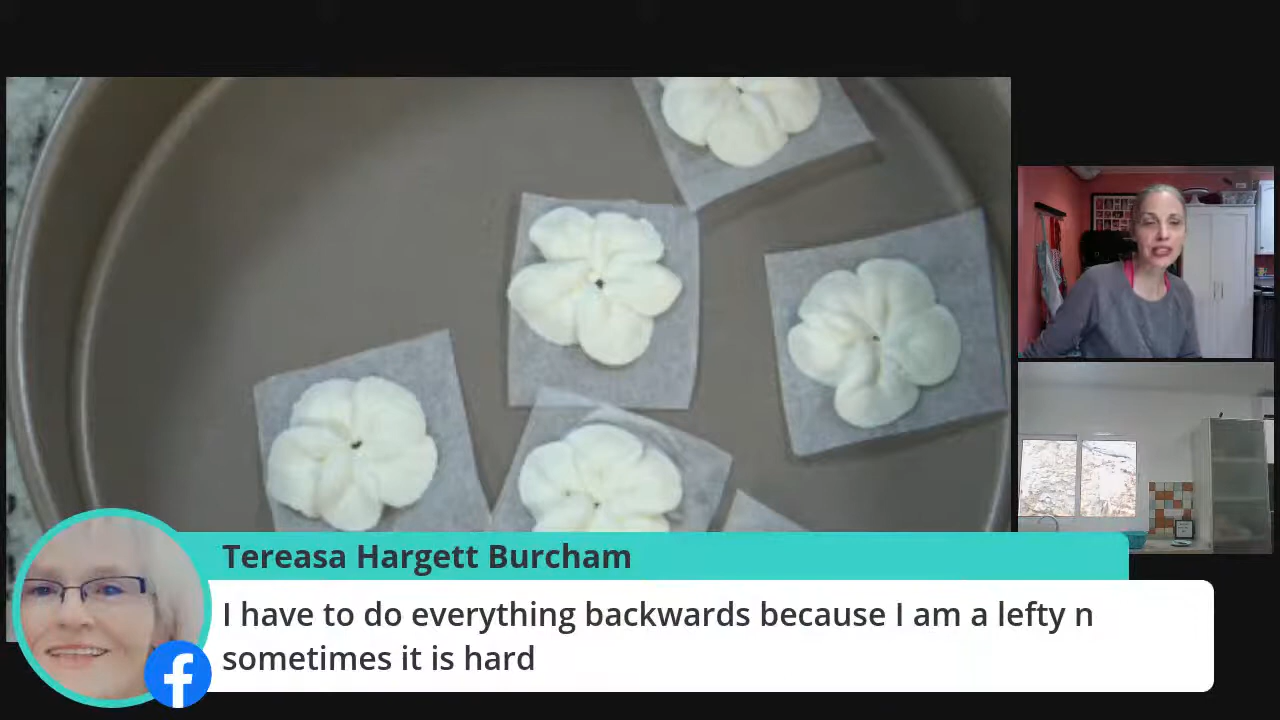 Tereasa Hargett Burcham
I have to do everything backwards because I am a lefty n
sometimes it is hard